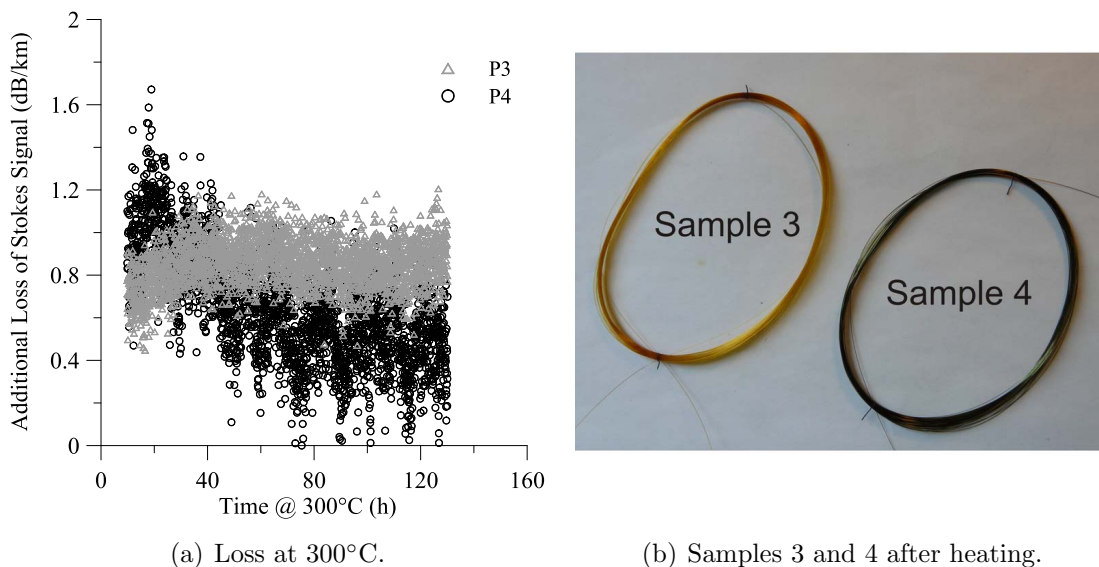 2
1.6
1.2
0.8
0.4
0
Additional Loss of Stokes Signal (dB/km)
P3
P4
0 40 80 120 160
Time @ 300°C (h)
(a) Loss at 300°C.
Sample 3
Sample 4
(b) Samples 3 and 4 after heating.